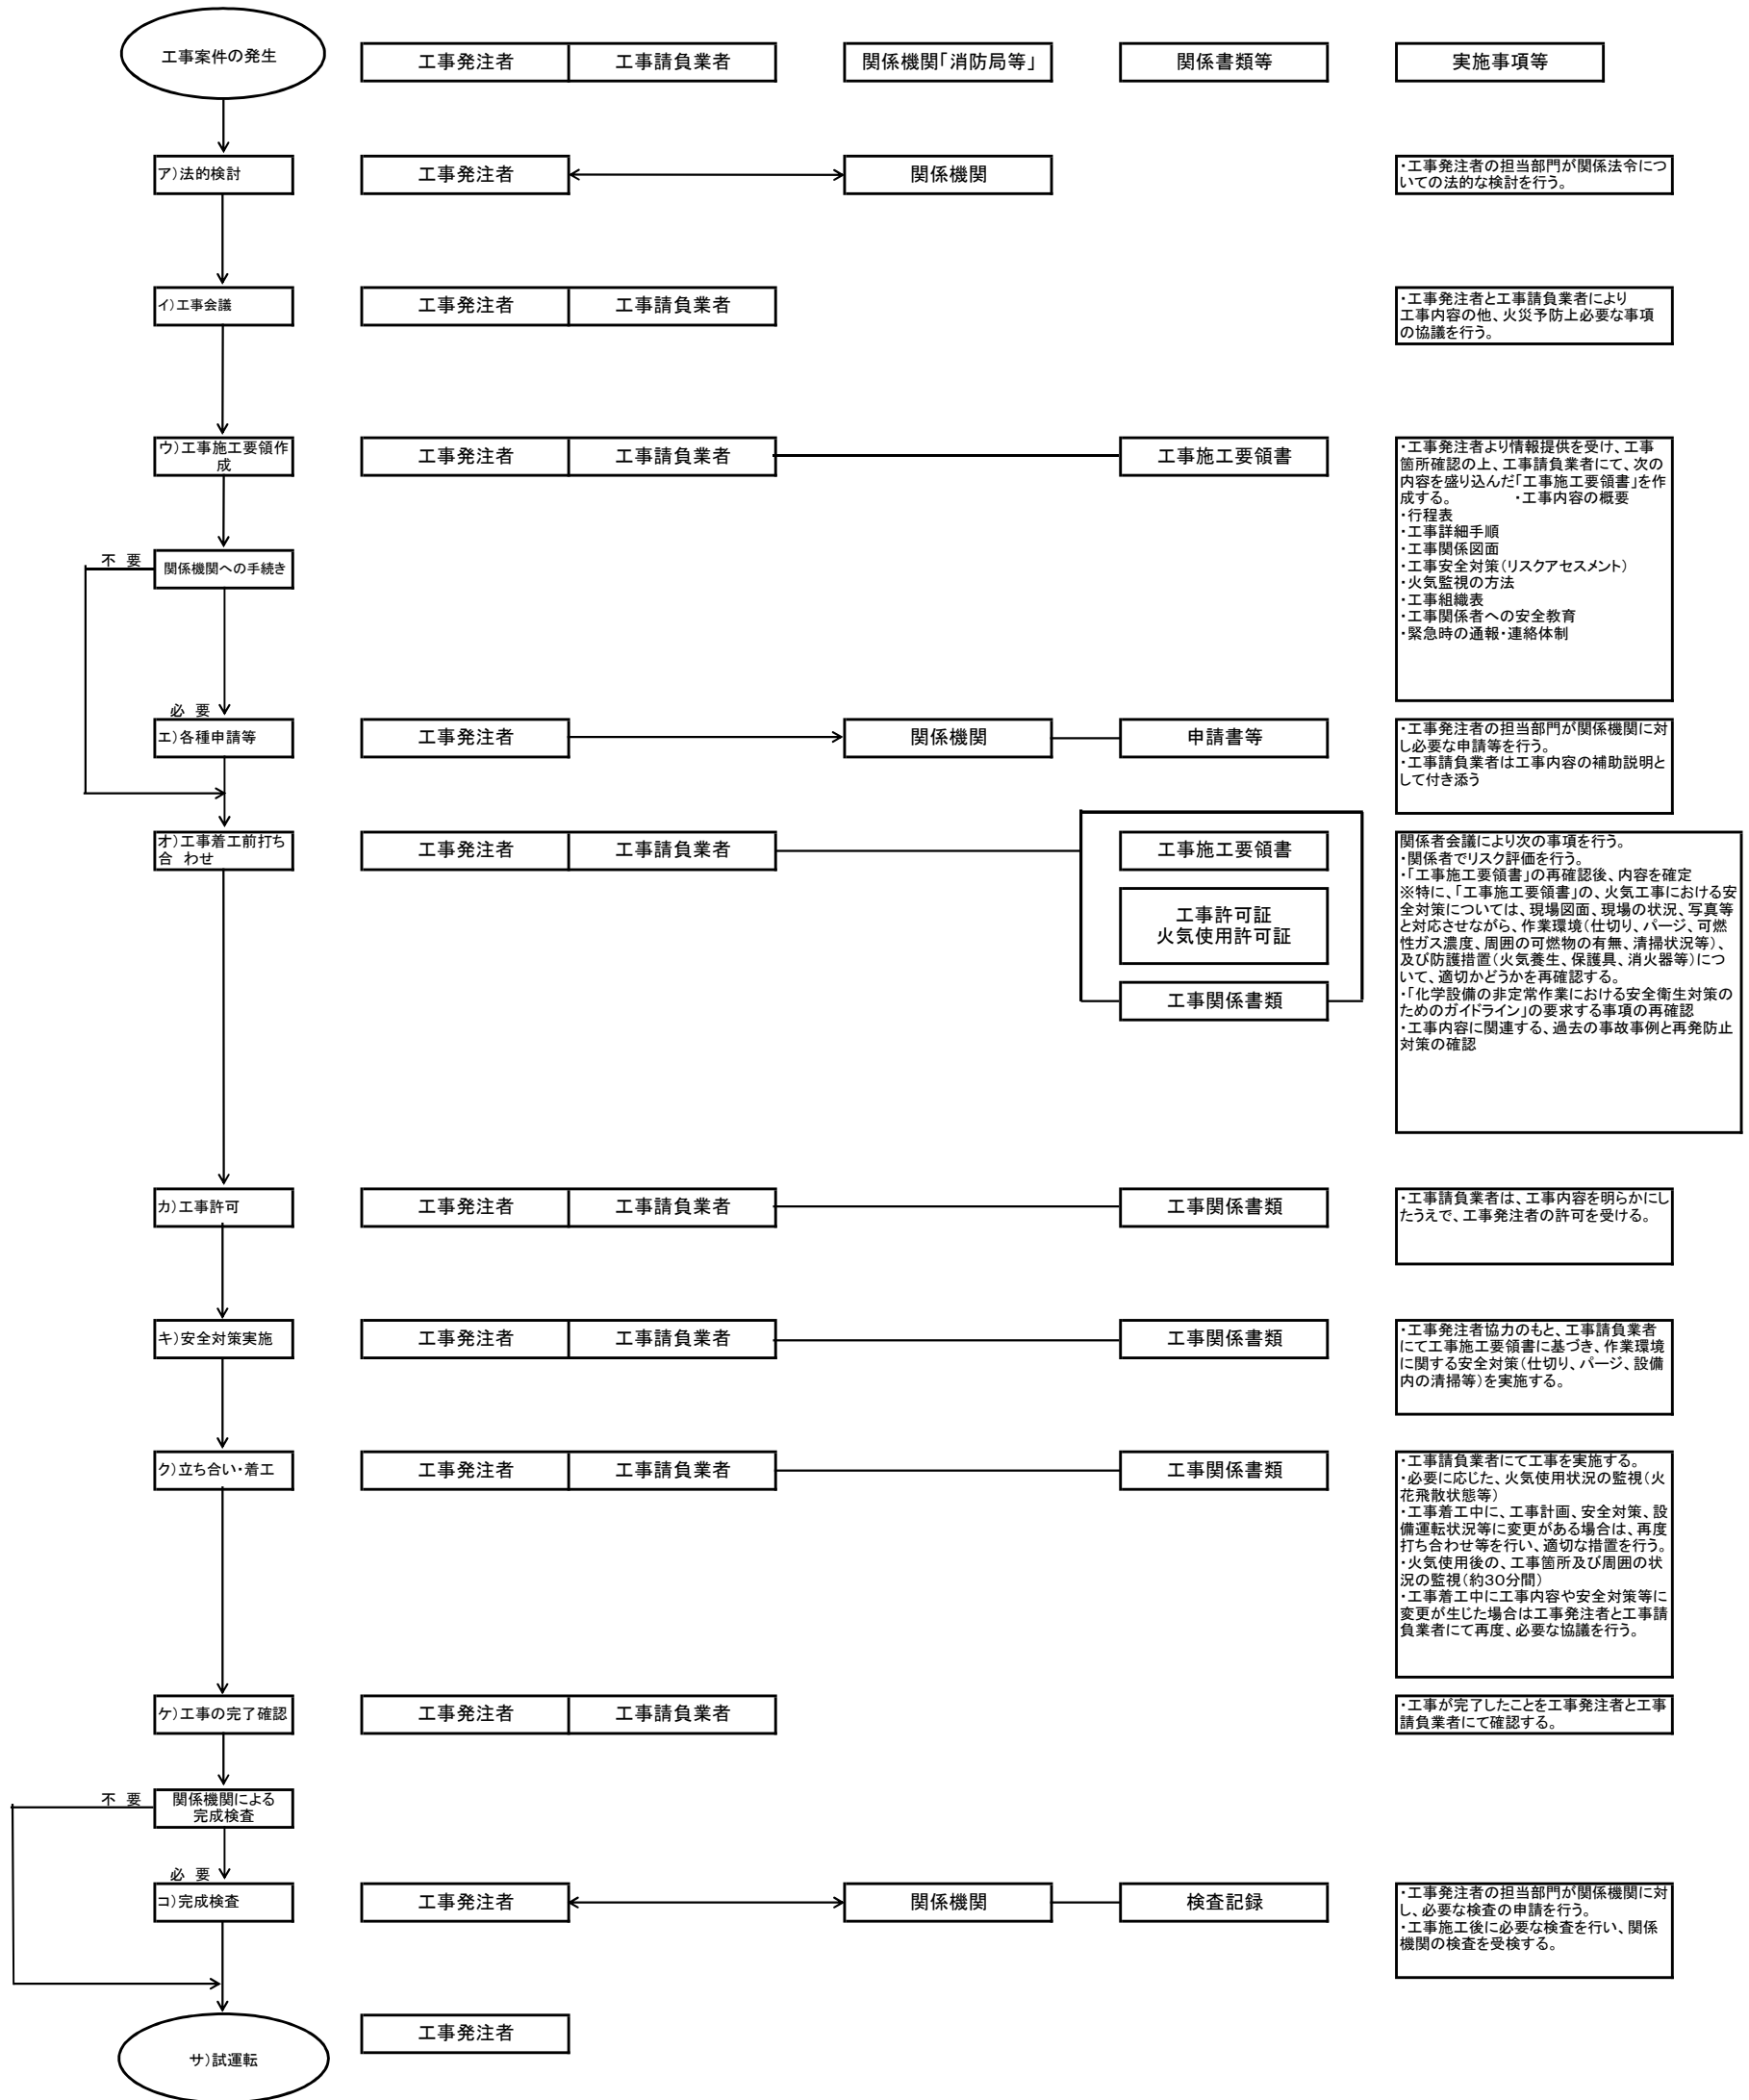 工事案件の発生
工事発注者
工事請負業者
関係機関「消防局等」
関係書類等
実施事項等
ア)法的検討
工事発注者
関係機関
・工事発注者の担当部門が関係法令につ
いての法的な検討を行う。
イ)工事会議
工事発注者
工事請負業者
・工事発注者と工事請負業者により
工事内容の他、火災予防上必要な事項
の協議を行う。
ウ)工事施工要領作
成
工事発注者
工事請負業者
工事施工要領書
・工事発注者より情報提供を受け、工事
箇所確認の上、工事請負業者にて、次の
内容を盛り込んだ「工事施工要領書」を作
成する。　　　　・工事内容の概要
・行程表
・工事詳細手順
・工事関係図面
・工事安全対策(リスクアセスメント)
・火気監視の方法
・工事組織表
・工事関係者への安全教育
・緊急時の通報・連絡体制
不 要
関係機関への手続き
必 要
エ)各種申請等
工事発注者
関係機関
申請書等
・工事発注者の担当部門が関係機関に対
し必要な申請等を行う。
・工事請負業者は工事内容の補助説明と
して付き添う
オ)工事着工前打ち
合 わせ
工事発注者
工事請負業者
工事施工要領書
工事許可証
火気使用許可証
工事関係書類
関係者会議により次の事項を行う。
・関係者でリスク評価を行う。
・「工事施工要領書」の再確認後、内容を確定
※特に、「工事施工要領書」の、火気工事における安
全対策については、現場図面、現場の状況、写真等
と対応させながら、作業環境(仕切り、パージ、可燃
性ガス濃度、周囲の可燃物の有無、清掃状況等)、
及び防護措置(火気養生、保護具、消火器等)につ
いて、適切かどうかを再確認する。
・「化学設備の非定常作業における安全衛生対策の
ためのガイドライン」の要求する事項の再確認
・工事内容に関連する、過去の事故事例と再発防止
対策の確認
カ)工事許可
工事発注者
工事請負業者
工事関係書類
・工事請負業者は、工事内容を明らかにし
たうえで、工事発注者の許可を受ける。
キ)安全対策実施
工事発注者
工事請負業者
工事関係書類
・工事発注者協力のもと、工事請負業者
にて工事施工要領書に基づき、作業環境
に関する安全対策(仕切り、パージ、設備
内の清掃等)を実施する。
ク)立ち合い・着工
工事発注者
工事請負業者
工事関係書類
・工事請負業者にて工事を実施する。
・必要に応じた、火気使用状況の監視(火
花飛散状態等)
・工事着工中に、工事計画、安全対策、設
備運転状況等に変更がある場合は、再度
打ち合わせ等を行い、適切な措置を行う。
・火気使用後の、工事箇所及び周囲の状
況の監視(約30分間)
・工事着工中に工事内容や安全対策等に
変更が生じた場合は工事発注者と工事請
負業者にて再度、必要な協議を行う。
ケ)工事の完了確認
工事発注者
工事請負業者
・工事が完了したことを工事発注者と工事
請負業者にて確認する。
不 要
関係機関による
完成検査
必 要
コ)完成検査
工事発注者
関係機関
検査記録
・工事発注者の担当部門が関係機関に対
し、必要な検査の申請を行う。
・工事施工後に必要な検査を行い、関係
機関の検査を受検する。
サ)試運転
工事発注者